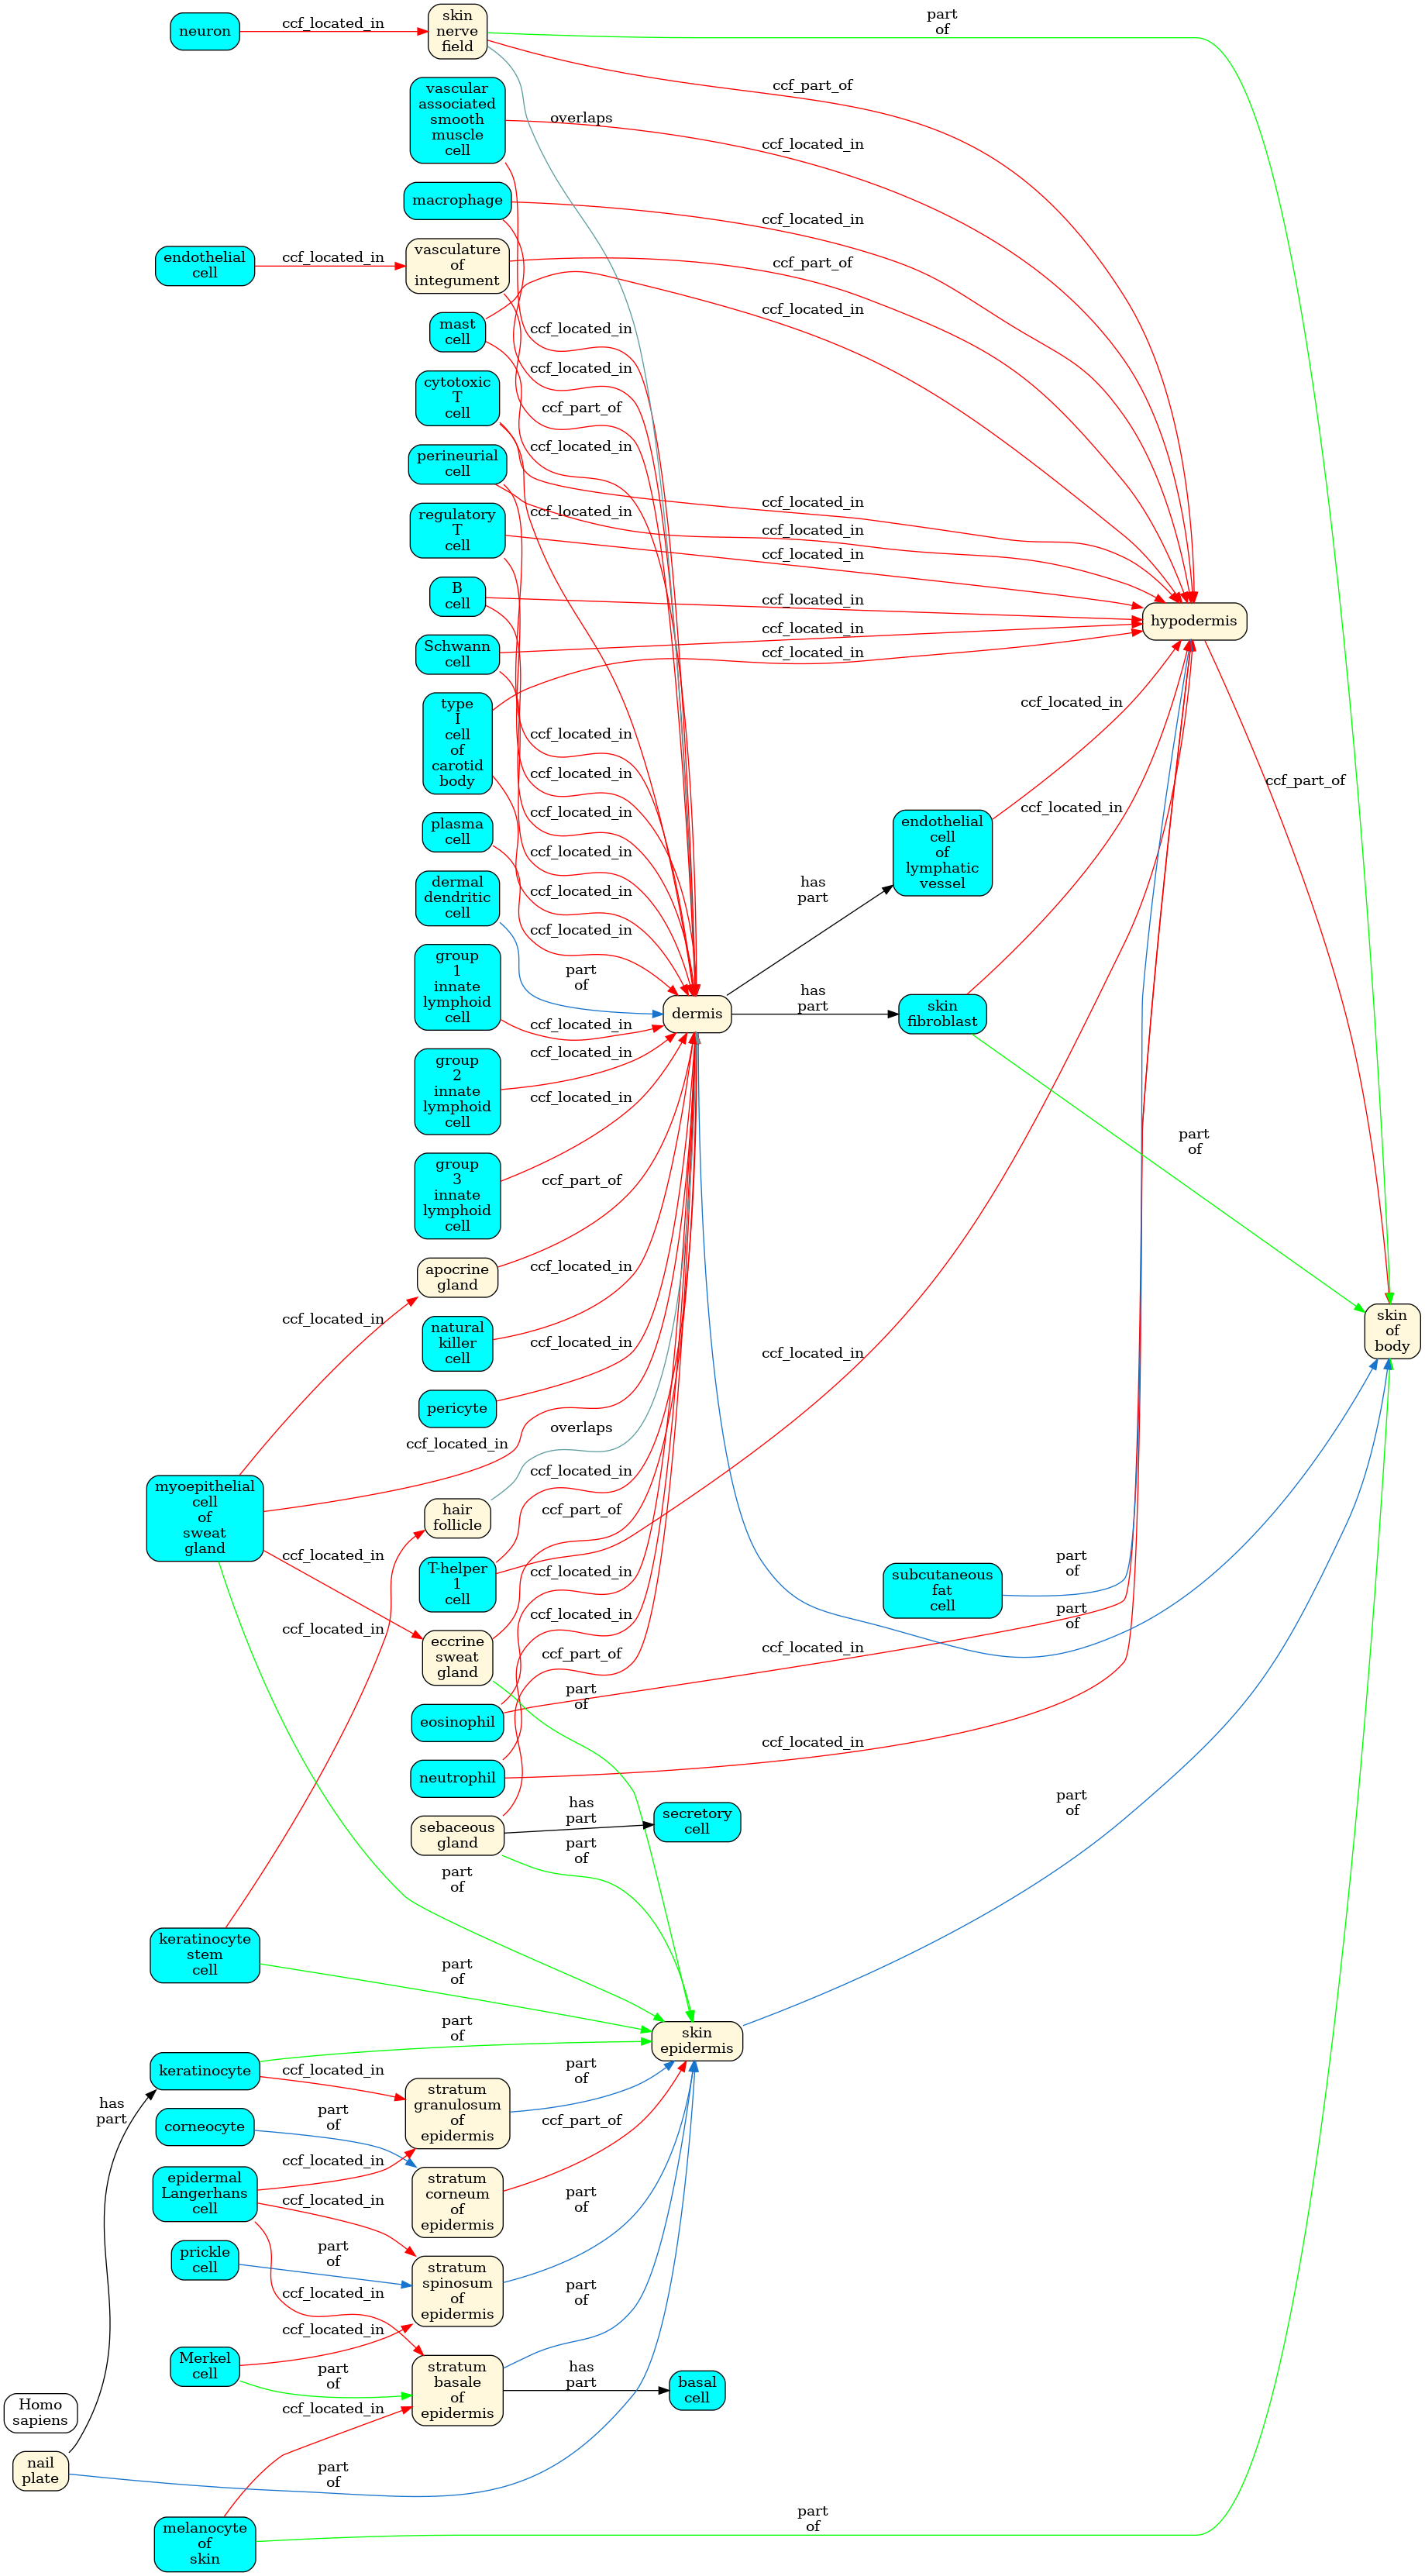 neuron
ccf_located_in
skin
nerve
field
part
of
ccf_part_of
vascular
associated
smooth
muscle
cell
overlaps
ccf_located_in
macrophage
ccf_located_in
endothelial
cell
ccf_located_in
vasculature
of
integument
ccf_part_of
mast
cell
ccf_located_in
ccf_located_in
cytotoxic
T
cell
ccf_located_in
ccf_part_of
ccf_located_in
perineurial
cell
ccf_located_in
ccf_located_in
regulatory
T
cell
ccf_located_in
ccf_located_in
B
cell
ccf_located_in
hypodermis
Schwann
cell
ccf_located_in
ccf_located_in
type
I
cell
of
carotid
body
ccf_located_in
ccf_located_in
ccf_located_in
ccf_part_of
plasma
cell
ccf_located_in
ccf_located_in
endothelial
cell
of
lymphatic
vessel
ccf_located_in
dermal
dendritic
cell
ccf_located_in
ccf_located_in
has
part
part
of
group
1
innate
lymphoid
cell
ccf_located_in
dermis
has
part
skin
fibroblast
group
2
innate
lymphoid
cell
ccf_located_in
ccf_located_in
part
of
group
3
innate
lymphoid
cell
ccf_part_of
apocrine
gland
ccf_located_in
ccf_located_in
natural
killer
cell
ccf_located_in
ccf_located_in
skin
of
body
pericyte
overlaps
ccf_located_in
myoepithelial
cell
of
sweat
gland
hair
follicle
ccf_located_in
ccf_located_in
T-helper
1
cell
ccf_part_of
ccf_located_in
subcutaneous
fat
cell
part
of
ccf_located_in
eccrine
sweat
gland
ccf_located_in
ccf_part_of
part
of
ccf_located_in
part
of
eosinophil
neutrophil
ccf_located_in
sebaceous
gland
has
part
secretory
cell
part
of
part
of
part
of
keratinocyte
stem
cell
part
of
skin
epidermis
keratinocyte
part
of
ccf_located_in
has
part
stratum
granulosum
of
epidermis
part
of
corneocyte
part
of
ccf_part_of
epidermal
Langerhans
cell
ccf_located_in
ccf_located_in
stratum
corneum
of
epidermis
part
of
prickle
cell
part
of
ccf_located_in
stratum
spinosum
of
epidermis
part
of
Merkel
cell
ccf_located_in
part
of
stratum
basale
of
epidermis
has
part
basal
cell
Homo
sapiens
ccf_located_in
nail
plate
part
of
melanocyte
of
skin
part
of